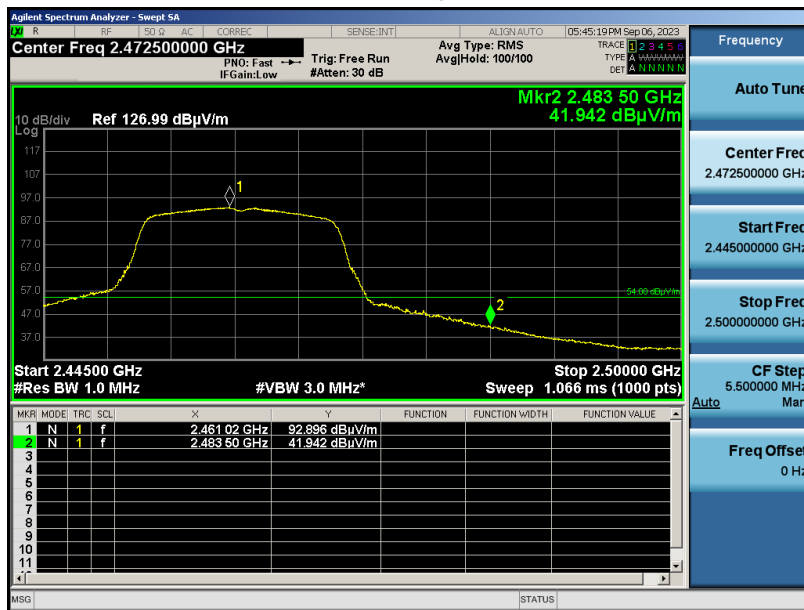 Agilent Spectrum Analyzer - Swept SA
LXI R RF 50 Ω AC CORREC SENSE:INT ALIGN AUTO 05:45:19 PM Sep 06, 2023
Center Freq 2.472500000 GHz
PNO: Fast
IFGain:Low
Trig: Free Run
#Atten: 30 dB
Avg Type: RMS
Avg|Hold: 100/100
TRACE 1 2 3 4 5 6
TYPE A WWWWW
DET A N N N N N
Mkr2 2.483 50 GHz
41.942 dBµV/m
10 dB/div Ref 126.99 dBµV/m
Log
117
107
97.0
87.0
77.0
67.0
57.0
47.0
37.0
1
2
54.00 dBµV/m
Start 2.44500 GHz Stop 2.50000 GHz
#Res BW 1.0 MHz #VBW 3.0 MHz* Sweep 1.066 ms (1000 pts)
MKR MODE TRC SCL X Y FUNCTION FUNCTION WIDTH FUNCTION VALUE
1 N 1 f 2.461 02 GHz 92.896 dBµV/m
2 N 1 f 2.483 50 GHz 41.942 dBµV/m
3
4
5
6
7
8
9
10
11
MSG STATUS
Frequency
Auto Tune
Center Freq
2.472500000 GHz
Start Freq
2.445000000 GHz
Stop Freq
2.500000000 GHz
CF Step
5.500000 MHz
Auto Man
Freq Offset
0 Hz